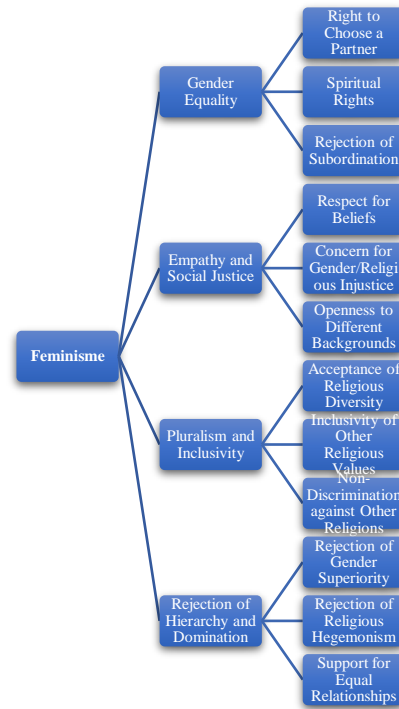 Feminisme
Gender
Equality
Right to
Choose a
Partner
Spiritual
Rights
Rejection of
Subordination
Empathy and
Social Justice
Respect for
Beliefs
Concern for
Gender/Religi
ous Injustice
Openness to
Different
Backgrounds
Pluralism and
Inclusivity
Acceptance of
Religious
Diversity
Inclusivity of
Other
Religious
Values
Non-
Discrimination
against Other
Religions
Rejection of
Hierarchy and
Domination
Rejection of
Gender
Superiority
Rejection of
Religious
Hegemonism
Support for
Equal
Relationships